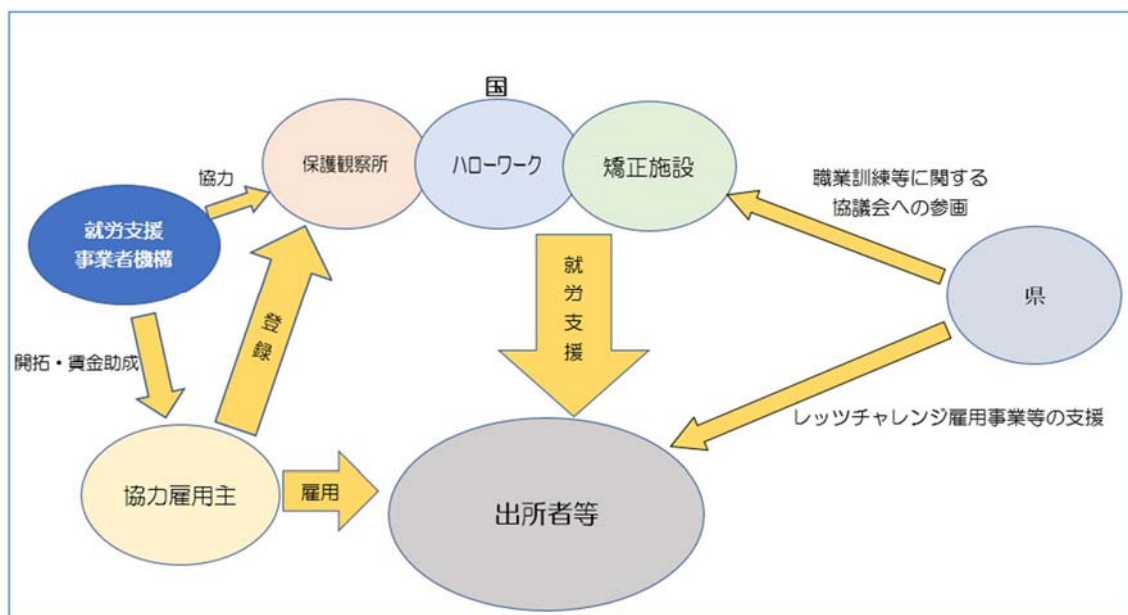 国
保護観察所
ハローワーク
矯正施設
協力
職業訓練等に関する
協議会への参画
就労支援
事業者機構
県
登録
就労支援
開拓・賃金助成
レッツチャレンジ雇用事業等の支援
協力雇用主
雇用
出所者等